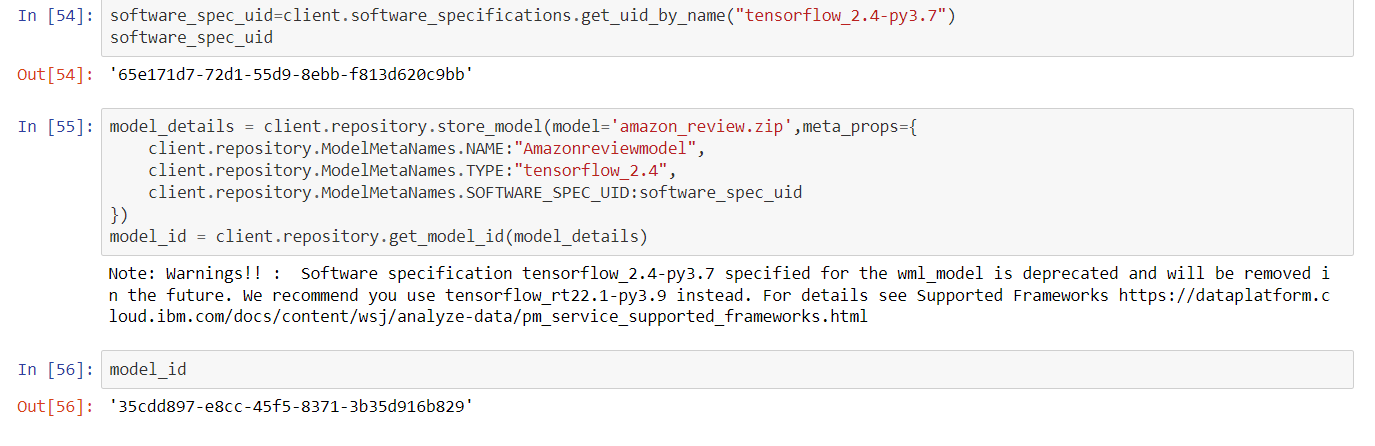 In [54]: software_spec_uid=client.software_specifications.get_uid_by_name("tensorflow_2.4-py3.7")
software_spec_uid
Out[54]: '65e171d7-72d1-55d9-8ebb-f813d620c9bb'
In [55]: model_details = client.repository.store_model(model='amazon_review.zip',meta_props={
    client.repository.ModelMetaNames.NAME:"Amazonreviewmodel",
    client.repository.ModelMetaNames.TYPE:"tensorflow_2.4",
    client.repository.ModelMetaNames.SOFTWARE_SPEC_UID:software_spec_uid
})
model_id = client.repository.get_model_id(model_details)
Note: Warnings!! :  Software specification tensorflow_2.4-py3.7 specified for the wml_model is deprecated and will be removed i
n the future. We recommend you use tensorflow_rt22.1-py3.9 instead. For details see Supported Frameworks https://dataplatform.c
loud.ibm.com/docs/content/wsj/analyze-data/pm_service_supported_frameworks.html
In [56]: model_id
Out[56]: '35cdd897-e8cc-45f5-8371-3b35d916b829'